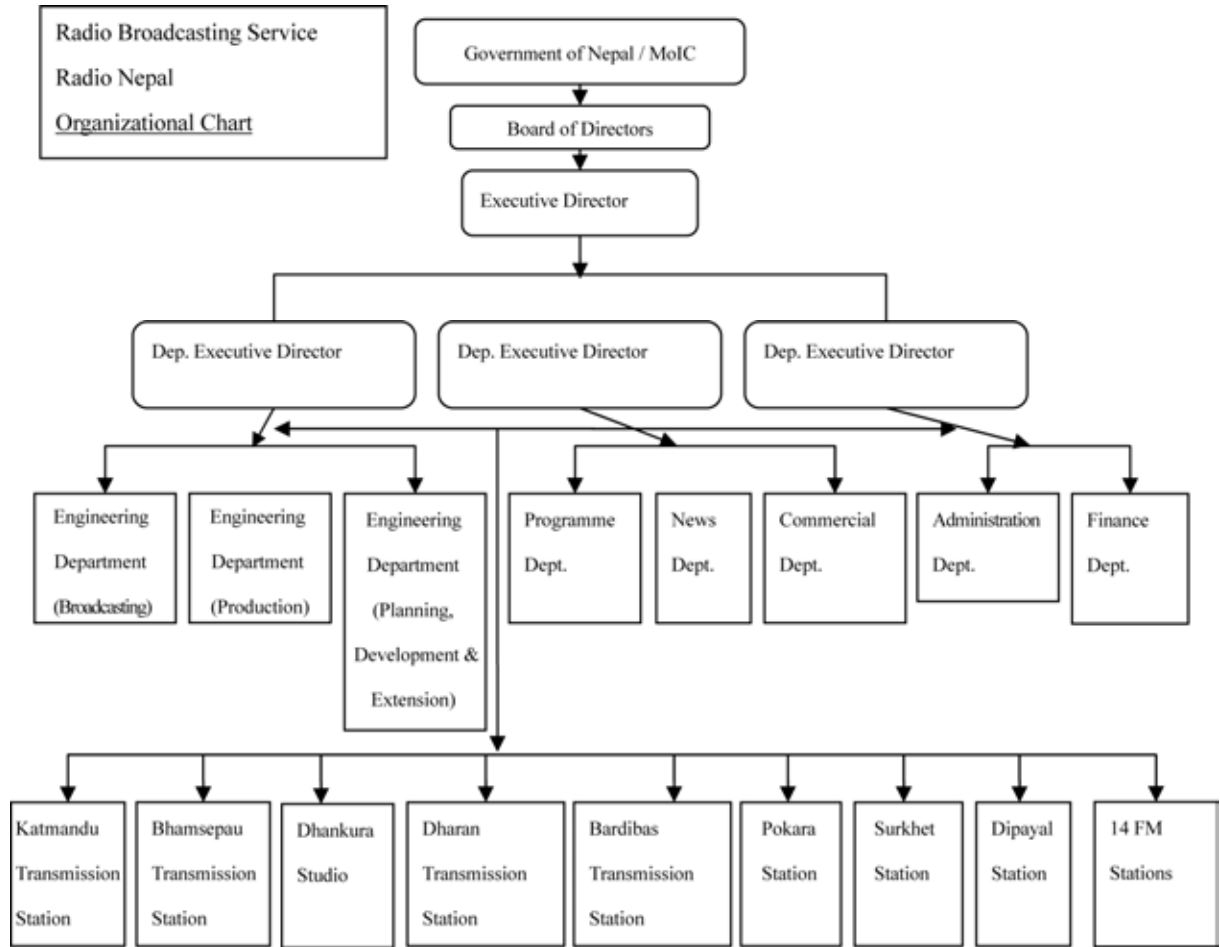 Radio Broadcasting Service
Radio Nepal
Organizational Chart
Government of Nepal / MoIC
Board of Directors
Executive Director
Dep. Executive Director
Dep. Executive Director
Dep. Executive Director
Engineering
Department
(Broadcasting)
Engineering
Department
(Production)
Engineering
Department
(Planning,
Development &
Extension)
Programme
Dept.
News
Dept.
Commercial
Dept.
Administration
Dept.
Finance
Dept.
Katmandu
Transmission
Station
Bhamsepau
Transmission
Station
Dhankura
Studio
Dharan
Transmission
Station
Bardibas
Transmission
Station
Pokara
Station
Surkhet
Station
Dipayal
Station
14 FM
Stations